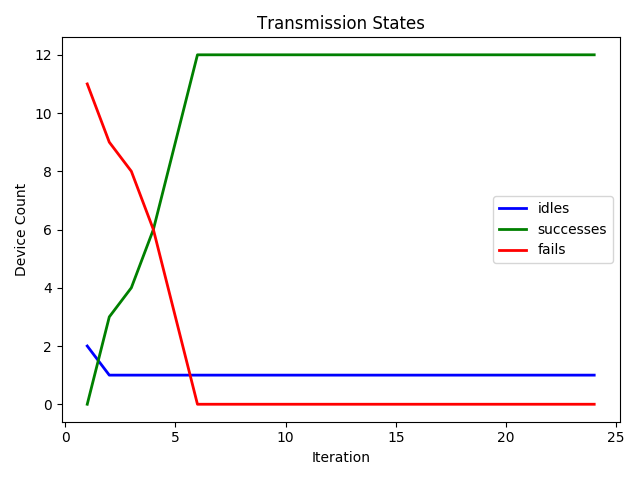 Transmission States
Device Count
12
10
8
6
4
2
0
idles
successes
fails
0 5 10 15 20 25
Iteration